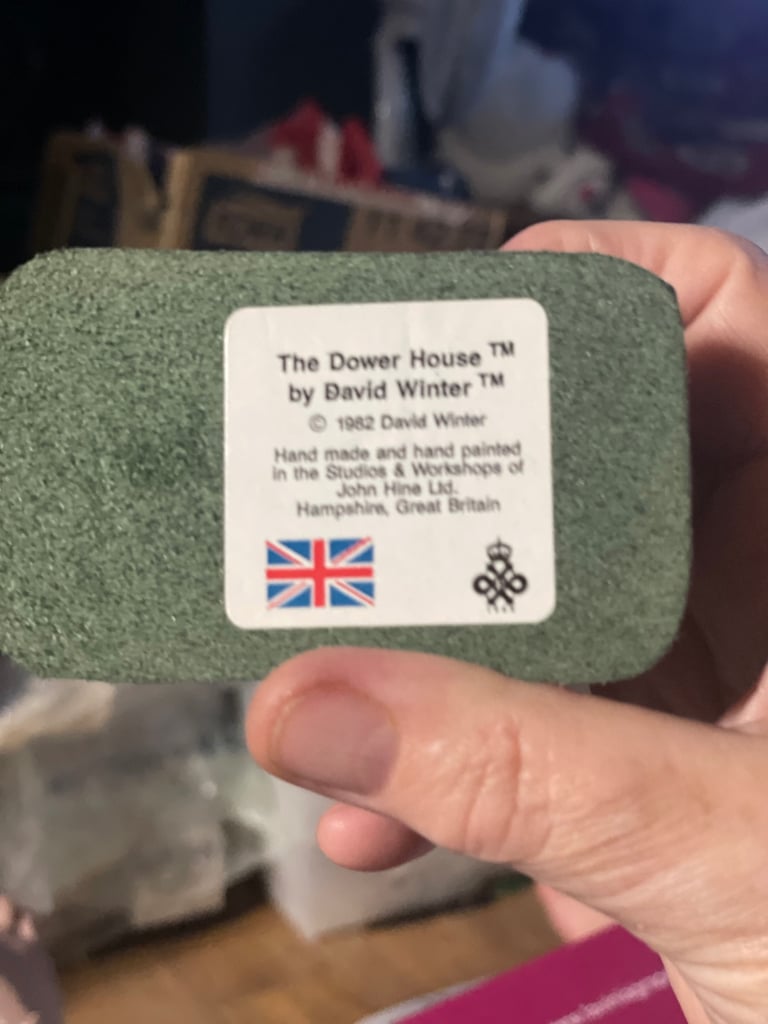 The Dower House ™
by David Winter ™
© 1982 David Winter
Hand made and hand painted
in the Studios & Workshops of
John Hine Ltd.
Hampshire, Great Britain